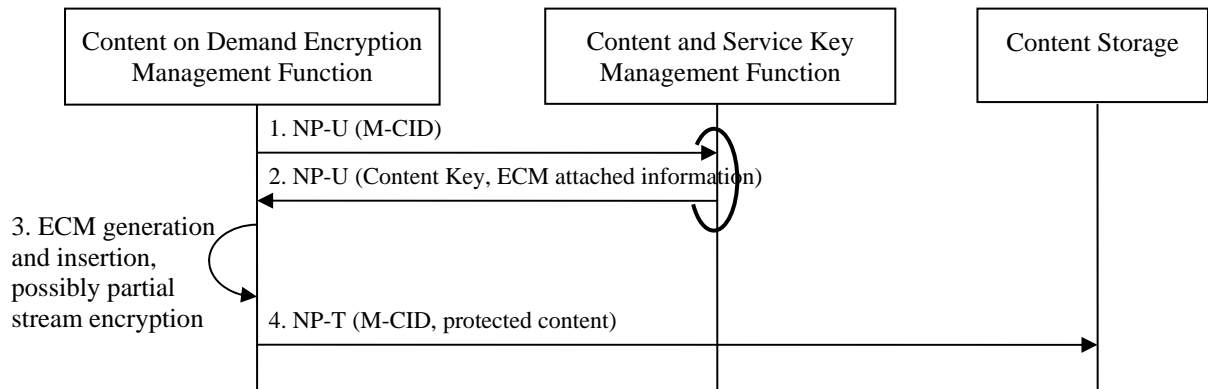 Content on Demand Encryption
Management Function
Content and Service Key
Management Function
Content Storage
1. NP-U (M-CID)
2. NP-U (Content Key, ECM attached information)
3. ECM generation
and insertion,
possibly partial
stream encryption
4. NP-T (M-CID, protected content)